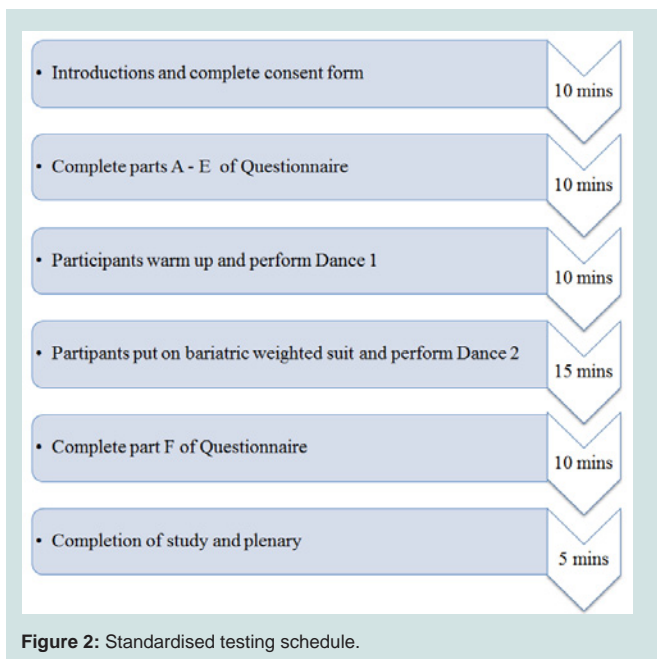 • Introductions and complete consent form
10 mins
• Complete parts A - E of Questionnaire
10 mins
• Participants warm up and perform Dance 1
10 mins
• Partipants put on bariatric weighted suit and perform Dance 2
15 mins
• Complete part F of Questionnaire
10 mins
• Completion of study and plenary
5 mins
Figure 2: Standardised testing schedule.